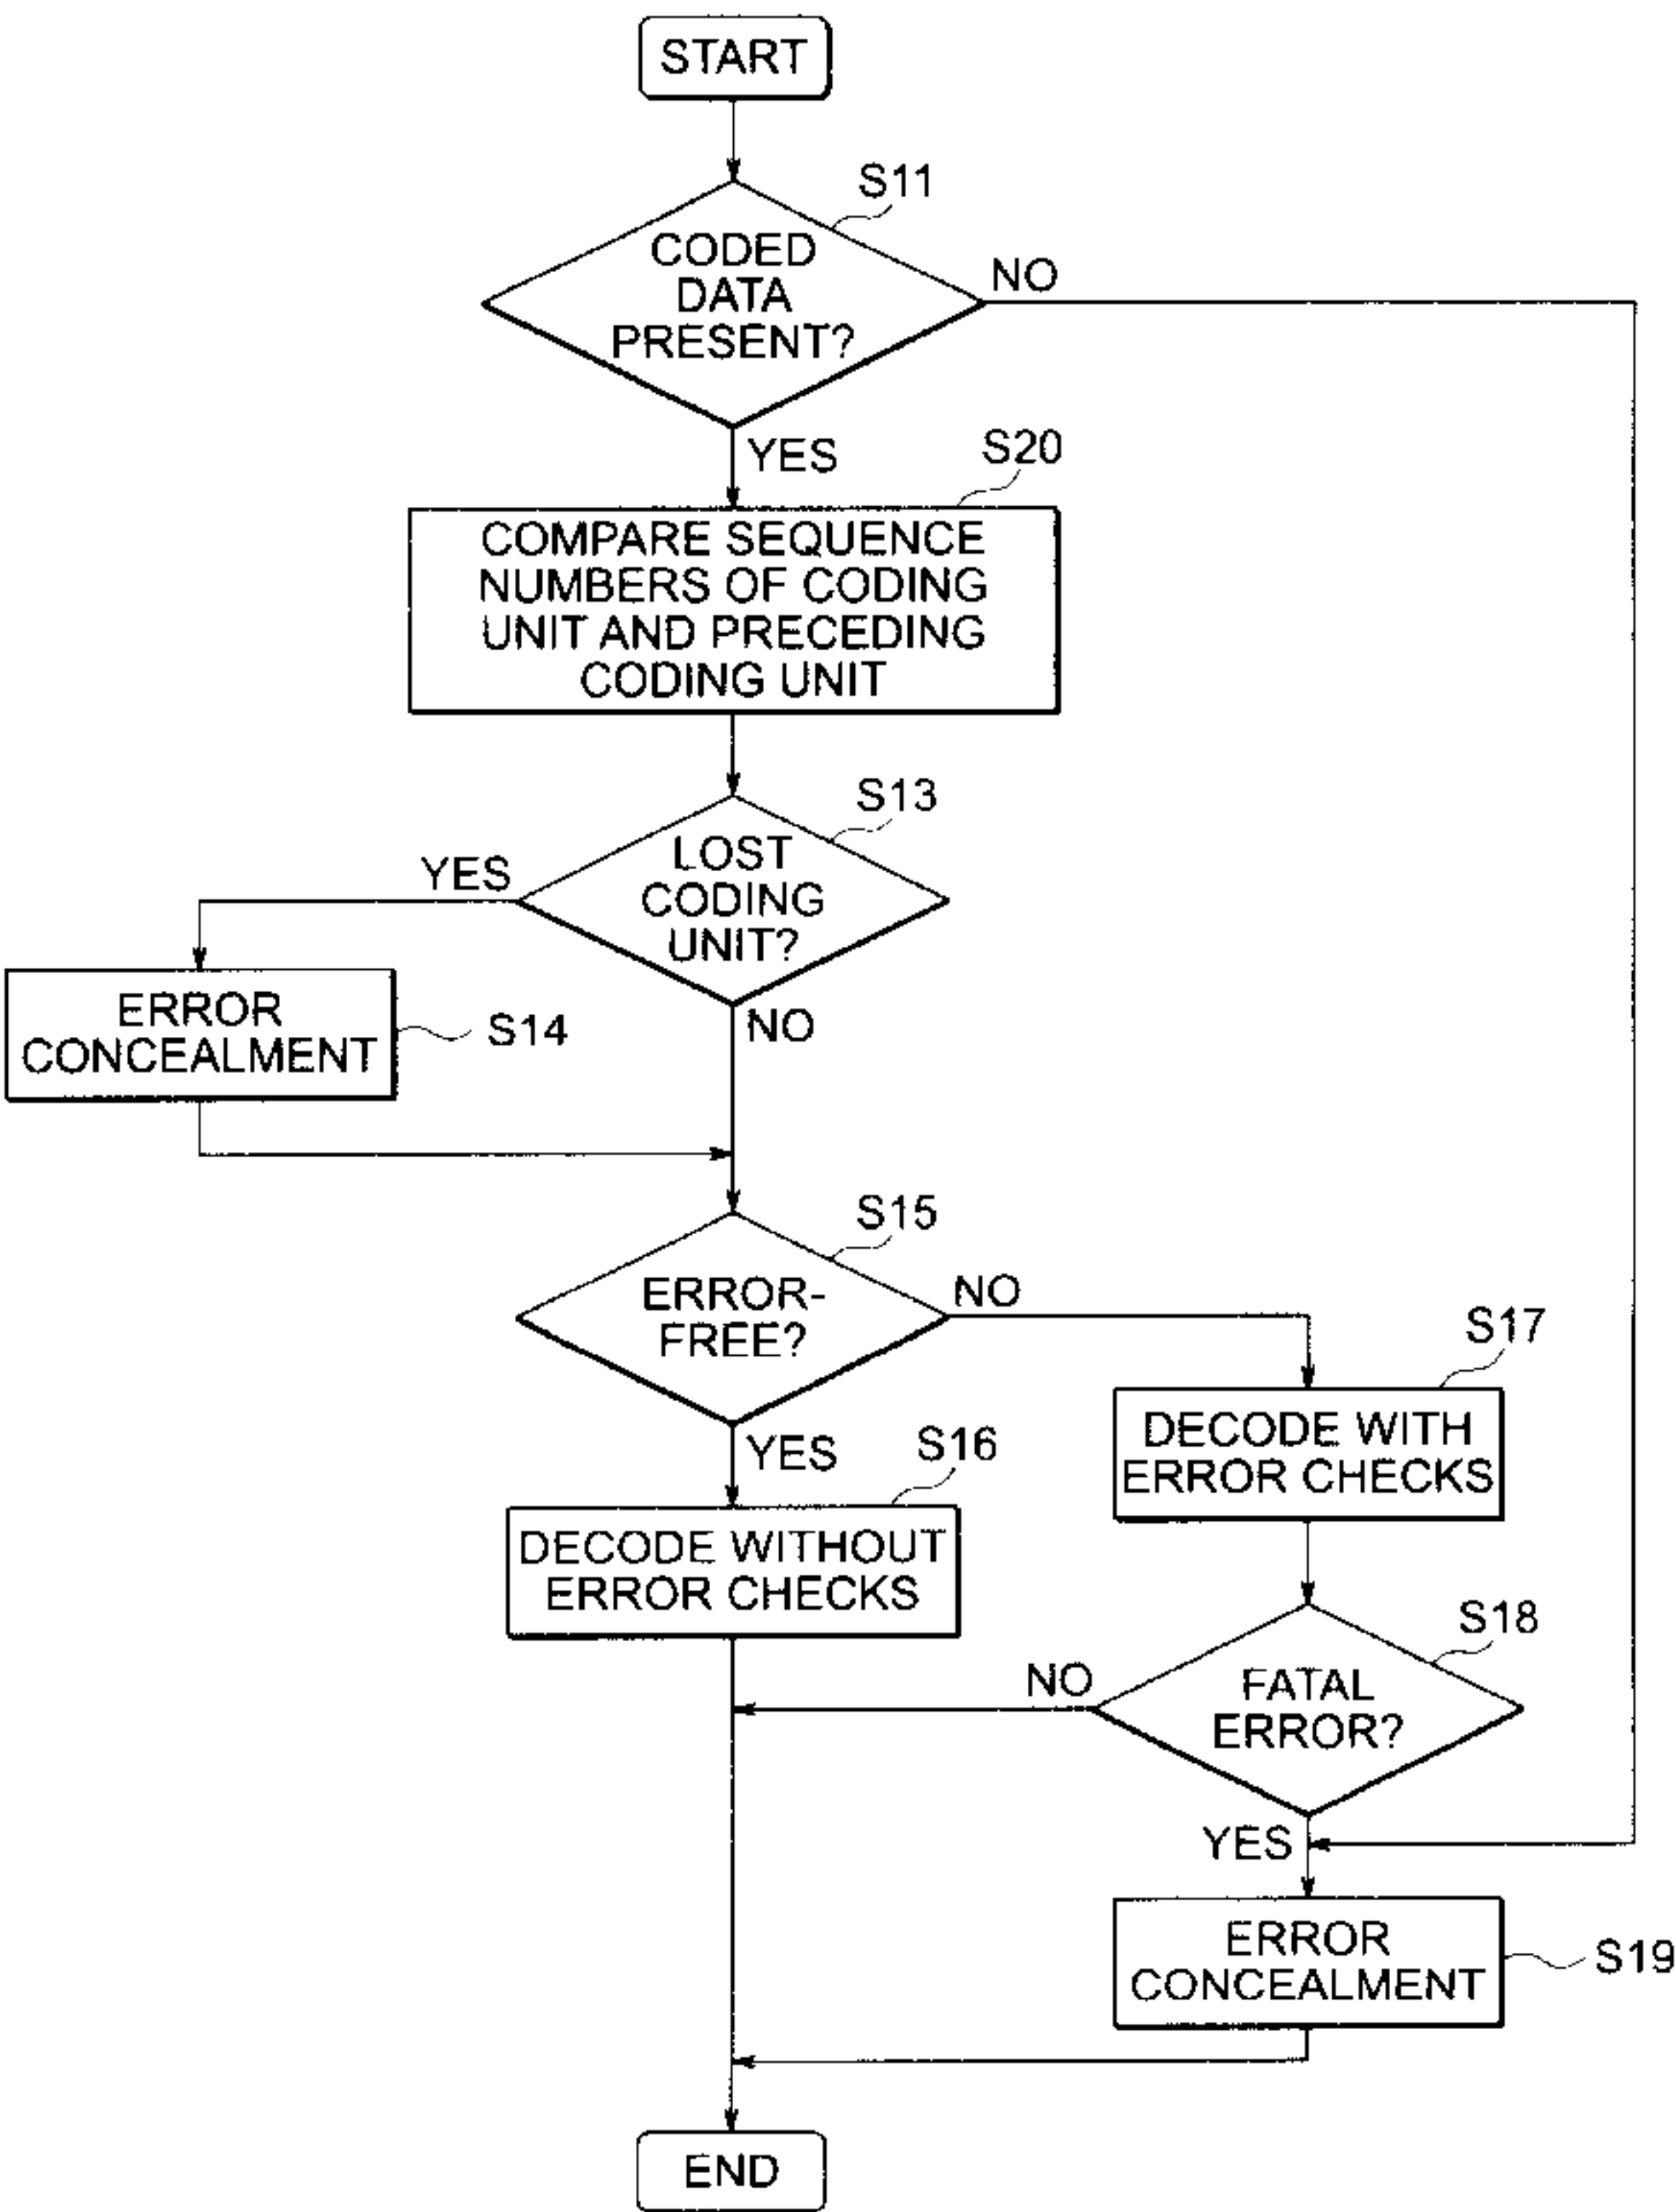 START
S11
CODED
DATA
PRESENT?
NO
YES
S20
COMPARE SEQUENCE
NUMBERS OF CODING
UNIT AND PRECEDING
CODING UNIT
S13
LOST
CODING
UNIT?
YES
NO
ERROR
CONCEALMENT
S14
S15
ERROR-
FREE?
NO
YES
S17
DECODE WITH
ERROR CHECKS
S16
DECODE WITHOUT
ERROR CHECKS
S18
FATAL
ERROR?
NO
YES
ERROR
CONCEALMENT
S19
END